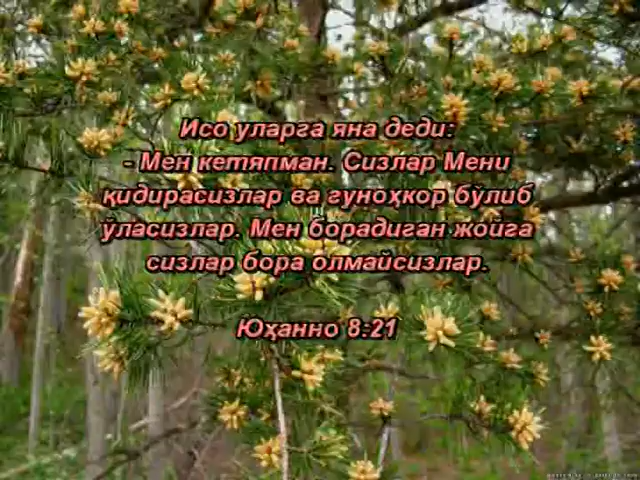 Исо уларга яна деди:
- Мен кетяпман. Сизлар Мени
қидирасизлар ва гуноҳкор бўлиб
ўласизлар. Мен борадиган жойга
сизлар бора олмайсизлар.
Юҳанно 8:21